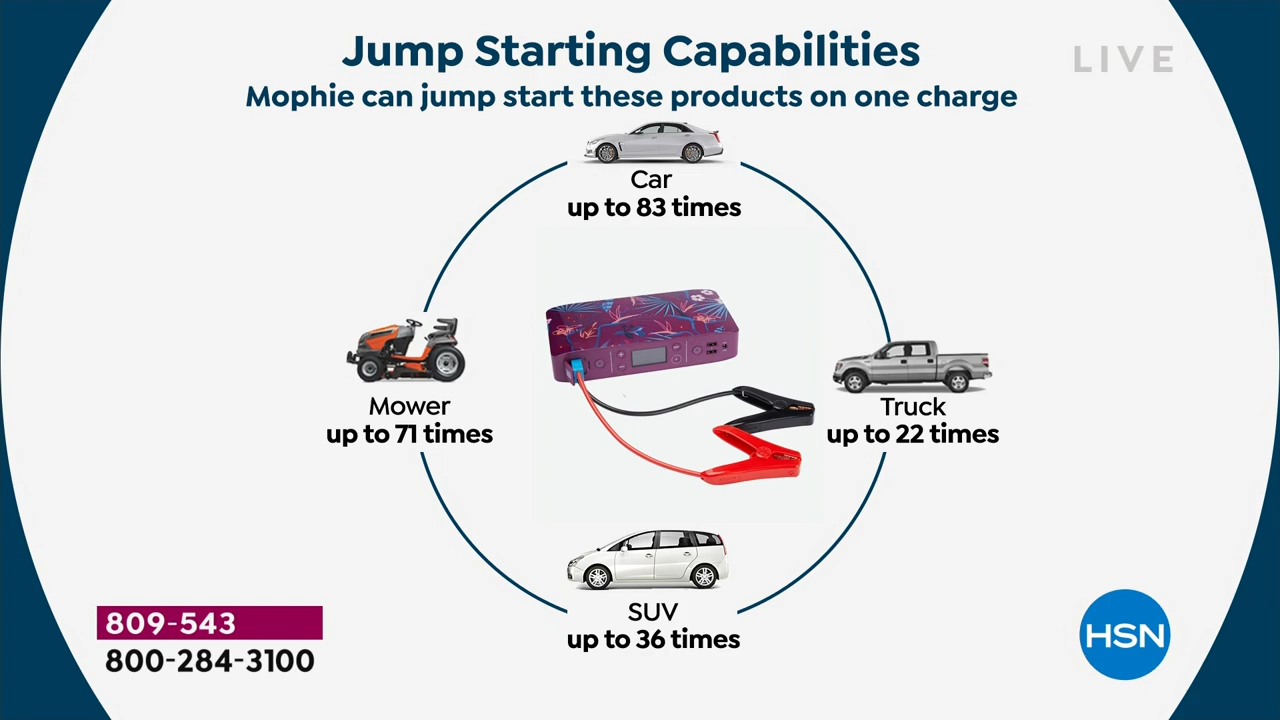 Jump Starting Capabilities
LIVE
Mophie can jump start these products on one charge
Car
up to 83 times
Mower
up to 71 times
Truck
up to 22 times
SUV
up to 36 times
809-543
800-284-3100
HSN